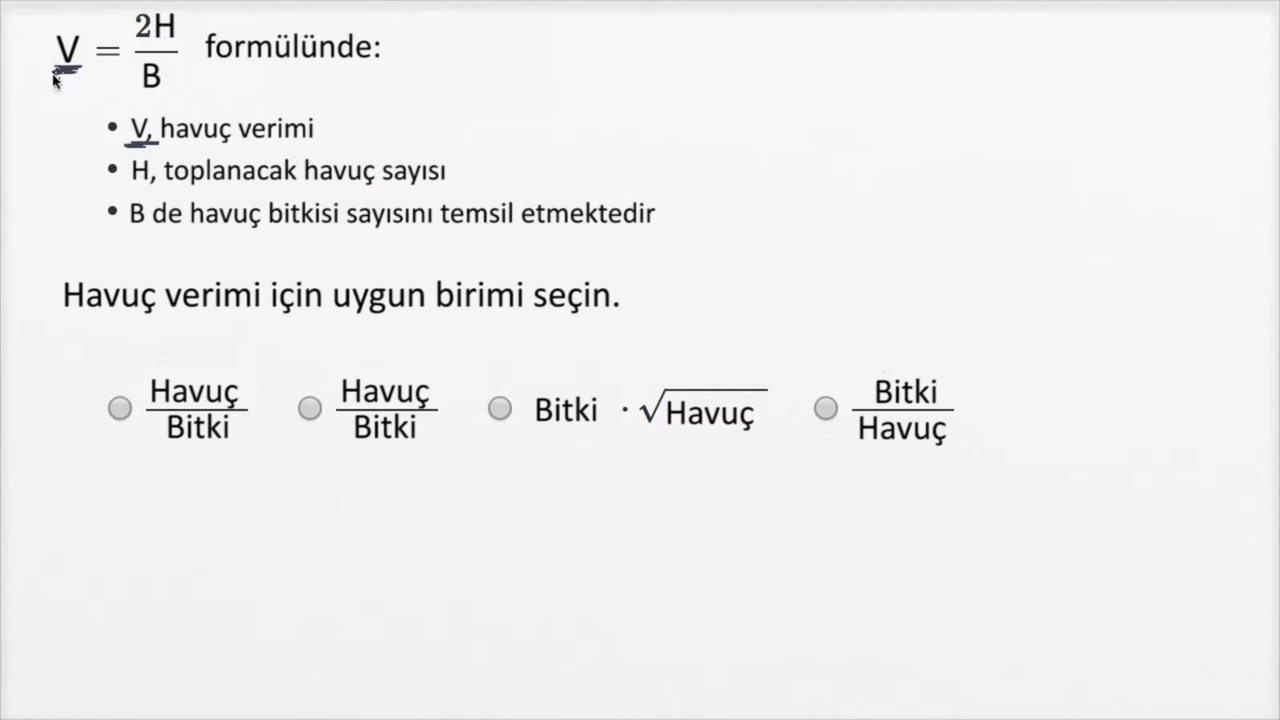 V = 2H/B formülünde:
• V, havuç verimi
• H, toplanacak havuç sayısı
• B de havuç bitkisi sayısını temsil etmektedir
Havuç verimi için uygun birimi seçin.
Havuç/Bitki Havuç/Bitki Bitki · √Havuç Bitki/Havuç